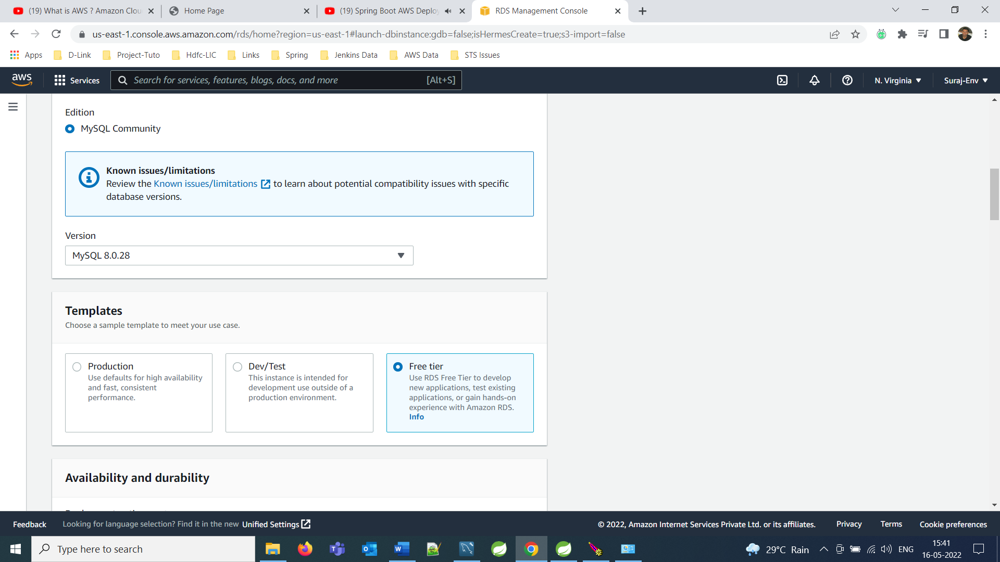 (19) What is AWS ? Amazon Clou
Home Page
(19) Spring Boot AWS Deploy
RDS Management Console
us-east-1.console.aws.amazon.com/rds/home?region=us-east-1#launch-dbinstance:gdb=false;isHermesCreate=true;s3-import=false
Apps
D-Link
Project-Tuto
Hdfc-LIC
Links
Spring
Jenkins Data
AWS Data
STS Issues
aws
Services
Search for services, features, blogs, docs, and more
[Alt+S]
N. Virginia
Suraj-Env
Edition
MySQL Community
Known issues/limitations
Review the Known issues/limitations to learn about potential compatibility issues with specific
database versions.
Version
MySQL 8.0.28
Templates
Choose a sample template to meet your use case.
Production
Use defaults for high availability
and fast, consistent
performance.
Dev/Test
This instance is intended for
development use outside of a
production environment.
Free tier
Use RDS Free Tier to develop
new applications, test existing
applications, or gain hands-on
experience with Amazon RDS.
Info
Availability and durability
Feedback
Looking for language selection? Find it in the new Unified Settings
© 2022, Amazon Internet Services Private Ltd. or its affiliates.
Privacy
Terms
Cookie preferences
Type here to search
29°C Rain
ENG
15:41
16-05-2022